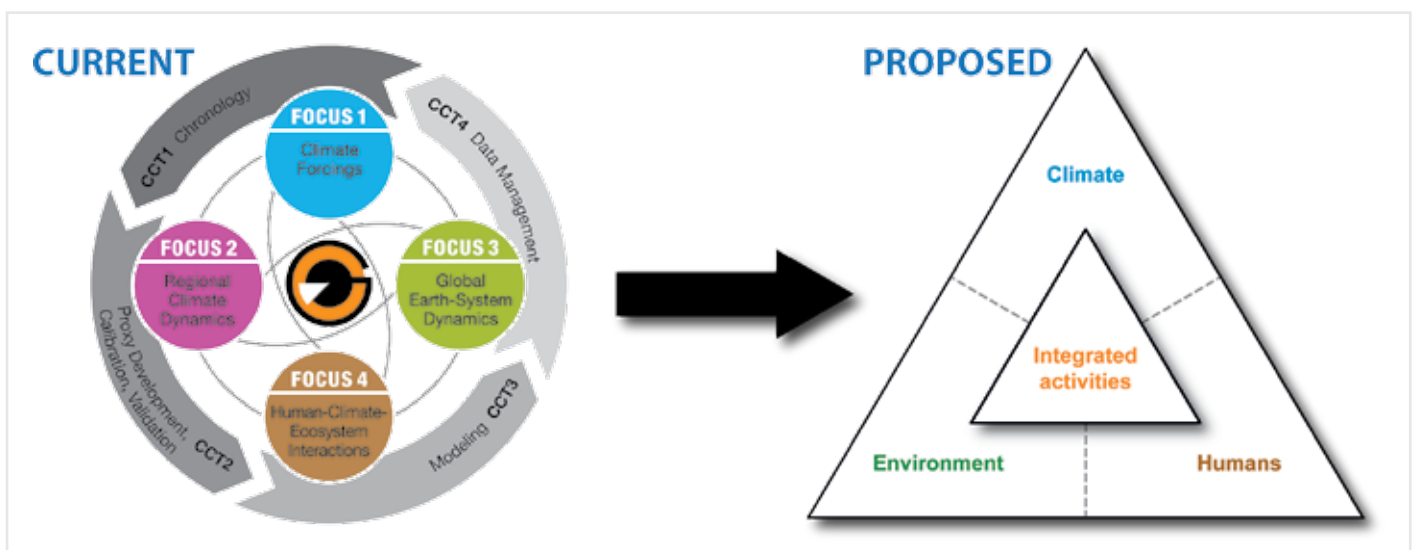 CURRENT
CCT1 Chronology
CCT4 Data Management
FOCUS 1
Climate
Forcings
FOCUS 2
Regional
Climate
Dynamics
FOCUS 3
Global
Earth-System
Dynamics
FOCUS 4
Human-Climate-
Ecosystem
Interactions
Proxy Development,
Calibration, Validation CCT2
Modeling CCT3
PROPOSED
Climate
Integrated
activities
Environment
Humans